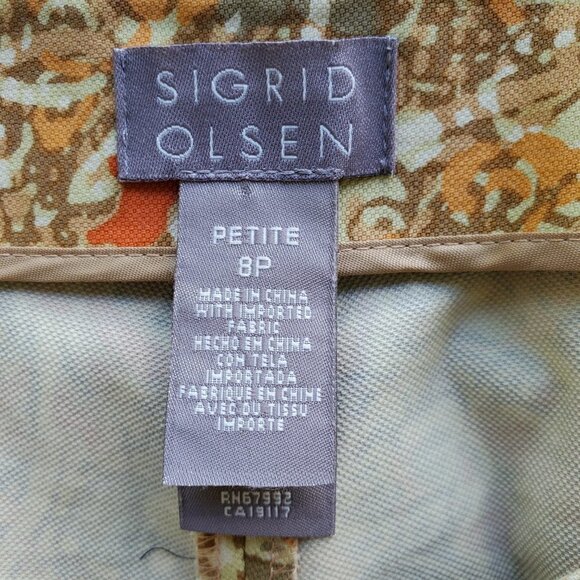 SIGRID
OLSEN
PETITE
8P
MADE IN CHINA
WITH IMPORTED
FABRIC
HECHO EN CHINA
CON TELA
IMPORTADA
FABRIQUE EN CHINE
AVEC DU TISSU
IMPORTE
RH67992
CA19117